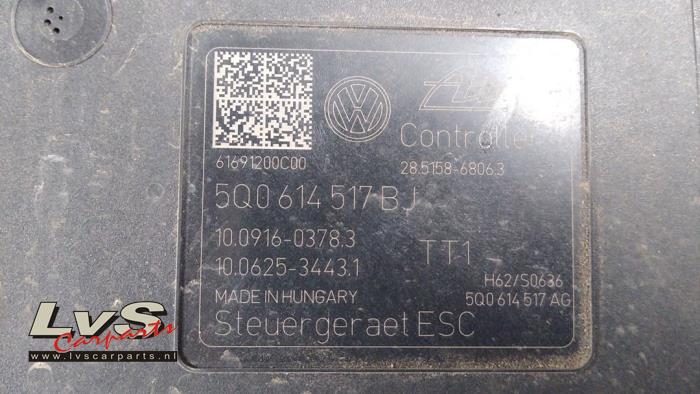 Controller
61691200C00
28.5158-6806.3
5Q0 614 517 BJ
10.0916-0378.3
10.0625-3443.1
TT1
H62/S0636
MADE IN HUNGARY
5Q0 614 517 AG
Steuergeraet ESC
LvS
Carparts
www.lvscarparts.nl